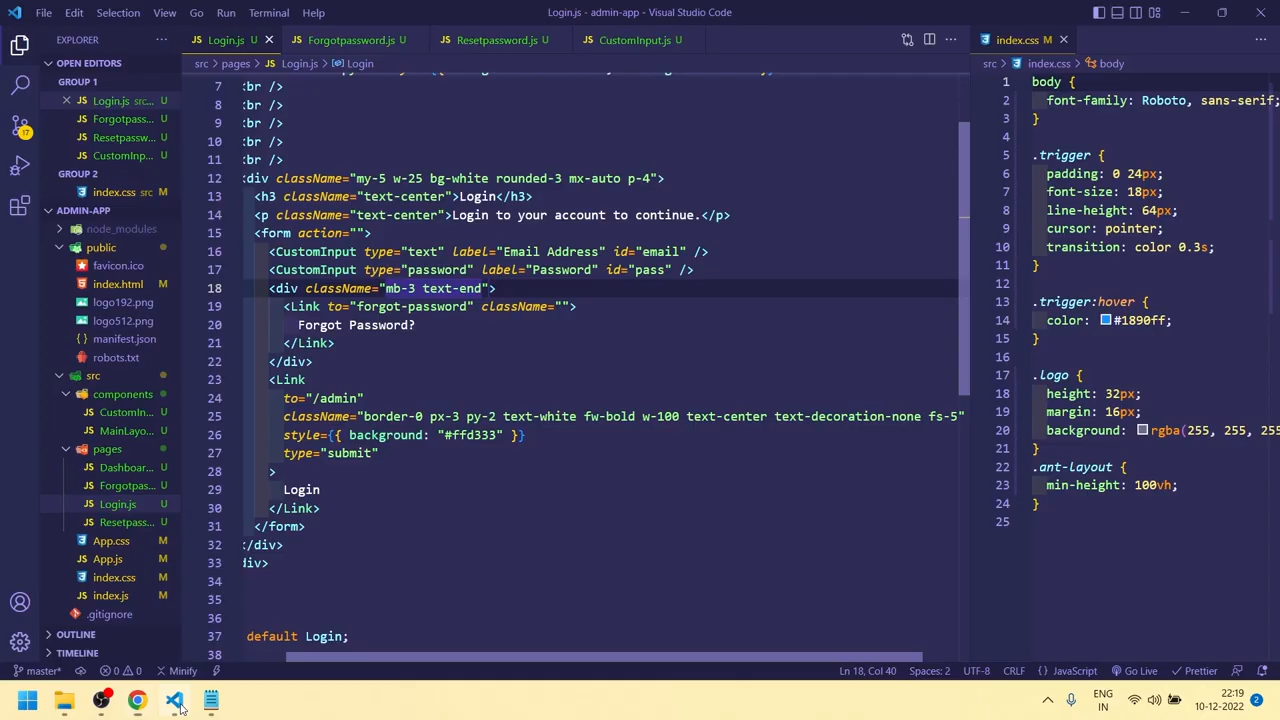 File Edit Selection View Go Run Terminal Help
Login.js - admin-app - Visual Studio Code
EXPLORER
OPEN EDITORS
GROUP 1
Login.js src...
U
Forgotpass...
U
Resetpassw...
U
CustomInp...
U
GROUP 2
index.css src
M
ADMIN-APP
node_modules
public
favicon.ico
index.html
M
logo192.png
logo512.png
manifest.json
robots.txt
src
components
CustomIn...
U
MainLayo...
U
pages
Dashboar...
U
Forgotpas...
U
Login.js
U
Resetpass...
U
App.css
M
App.js
M
index.css
M
index.js
M
.gitignore
OUTLINE
TIMELINE
17
JS Login.js U
JS Forgotpassword.js U
JS Resetpassword.js U
JS CustomInput.js U
src > pages > JS Login.js > Login
7 <br />
8 <br />
9 <br />
10 <br />
11 <br />
12 <div className="my-5 w-25 bg-white rounded-3 mx-auto p-4">
13 <h3 className="text-center">Login</h3>
14 <p className="text-center">Login to your account to continue.</p>
15 <form action="">
16 <CustomInput type="text" label="Email Address" id="email" />
17 <CustomInput type="password" label="Password" id="pass" />
18 <div className="mb-3 text-end">
19 <Link to="forgot-password" className="">
20 Forgot Password?
21 </Link>
22 </div>
23 <Link
24 to="/admin"
25 className="border-0 px-3 py-2 text-white fw-bold w-100 text-center text-decoration-none fs-5"
26 style={{ background: "#ffd333" }}
27 type="submit"
28 >
29 Login
30 </Link>
31 </form>
32 </div>
33 div>
34
35
36
37 default Login;
38
index.css M
src > index.css > body
1 body {
2 font-family: Roboto, sans-serif;
3 }
4
5 .trigger {
6 padding: 0 24px;
7 font-size: 18px;
8 line-height: 64px;
9 cursor: pointer;
10 transition: color 0.3s;
11 }
12
13 .trigger:hover {
14 color: #1890ff;
15 }
16
17 .logo {
18 height: 32px;
19 margin: 16px;
20 background: rgba(255, 255, 255
21 }
22 .ant-layout {
23 min-height: 100vh;
24 }
25
master* 0 0 Minify
Ln 18, Col 40 Spaces: 2 UTF-8 CRLF {} JavaScript Go Live Prettier
ENG
IN
22:19
10-12-2022
2